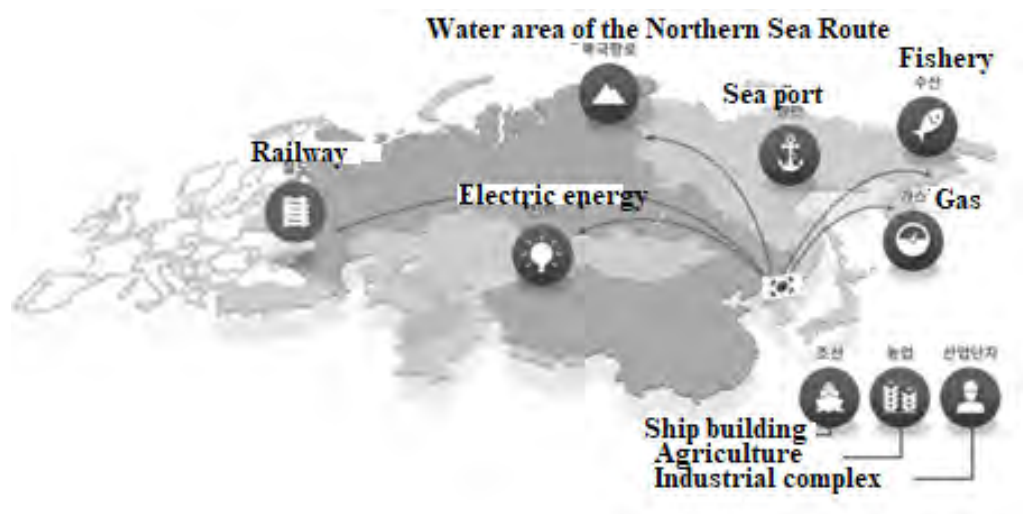 Water area of the Northern Sea Route
북극항로
Fishery
수산
Sea port
Railway
Electric energy
가스
Gas
조선
농업
산업단지
Ship building
Agriculture
Industrial complex